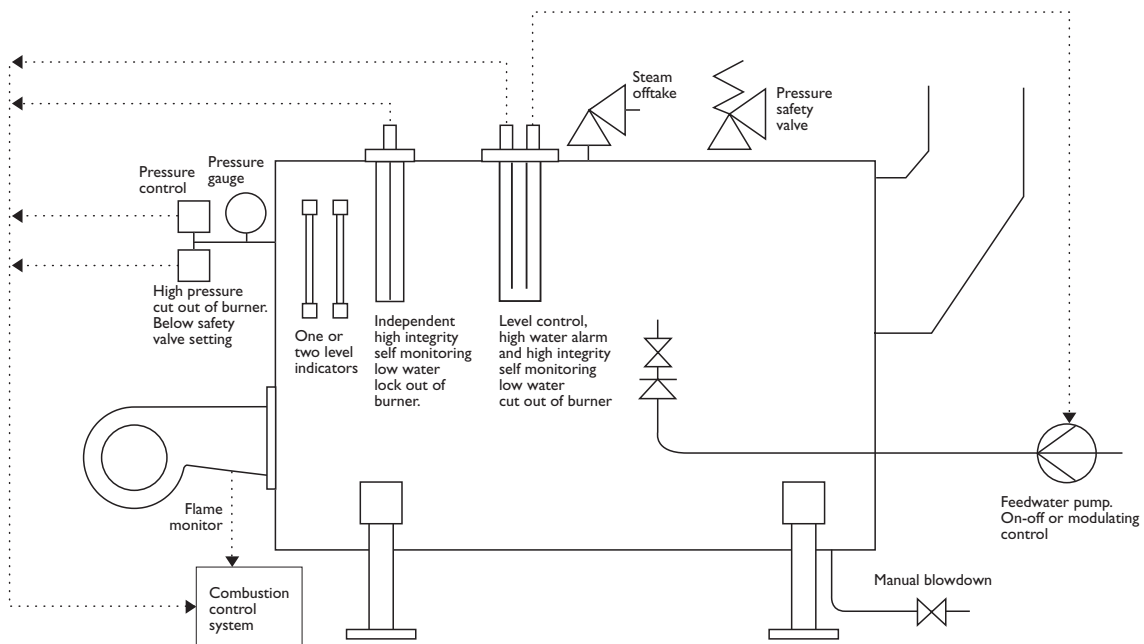 Steam
offtake
Pressure
safety
valve
Pressure
gauge
Pressure
control
High pressure
cut out of burner.
Below safety
valve setting
One or
two level
indicators
Independent
high integrity
self monitoring
low water
lock out of
burner.
Level control,
high water alarm
and high integrity
self monitoring
low water
cut out of burner
Flame
monitor
Feedwater pump.
On-off or modulating
control
Combustion
control
system
Manual blowdown